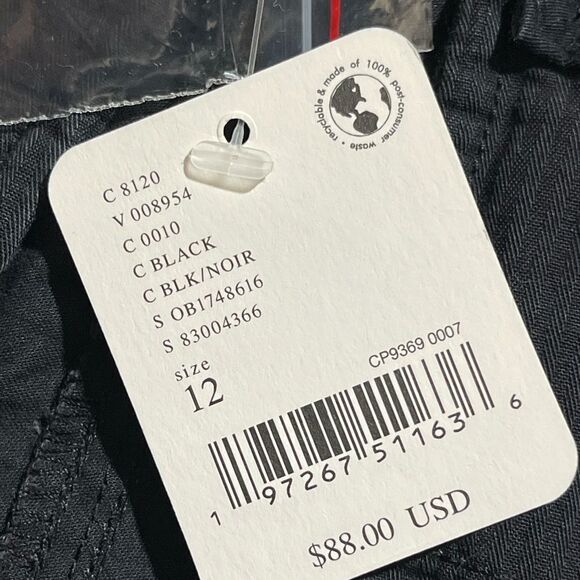 recyclable & made of 100% post-consumer waste •
C 8120
V 008954
C 0010
C BLACK
C BLK/NOIR
S OB1748616
S 83004366
size
12
CP9369 0007
1 97267 51163 6
$88.00 USD